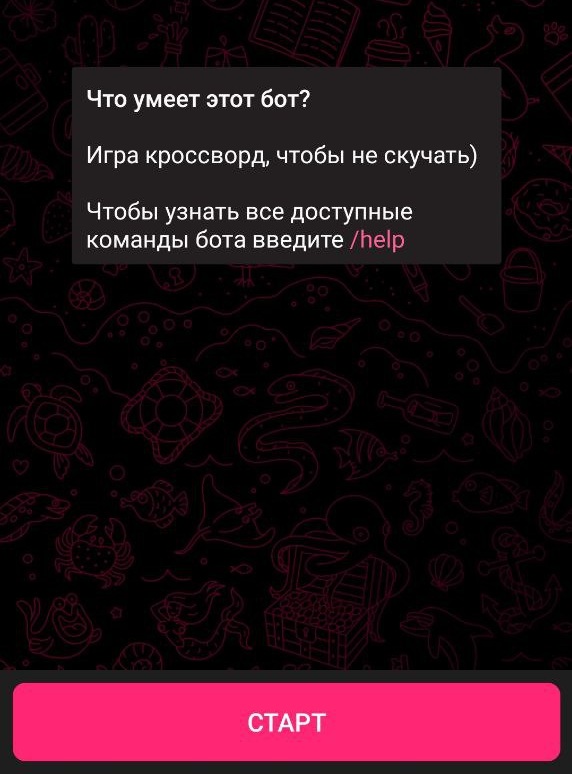 Что умеет этот бот?
Игра кроссворд, чтобы не скучать)
Чтобы узнать все доступные
команды бота введите /help
СТАРТ